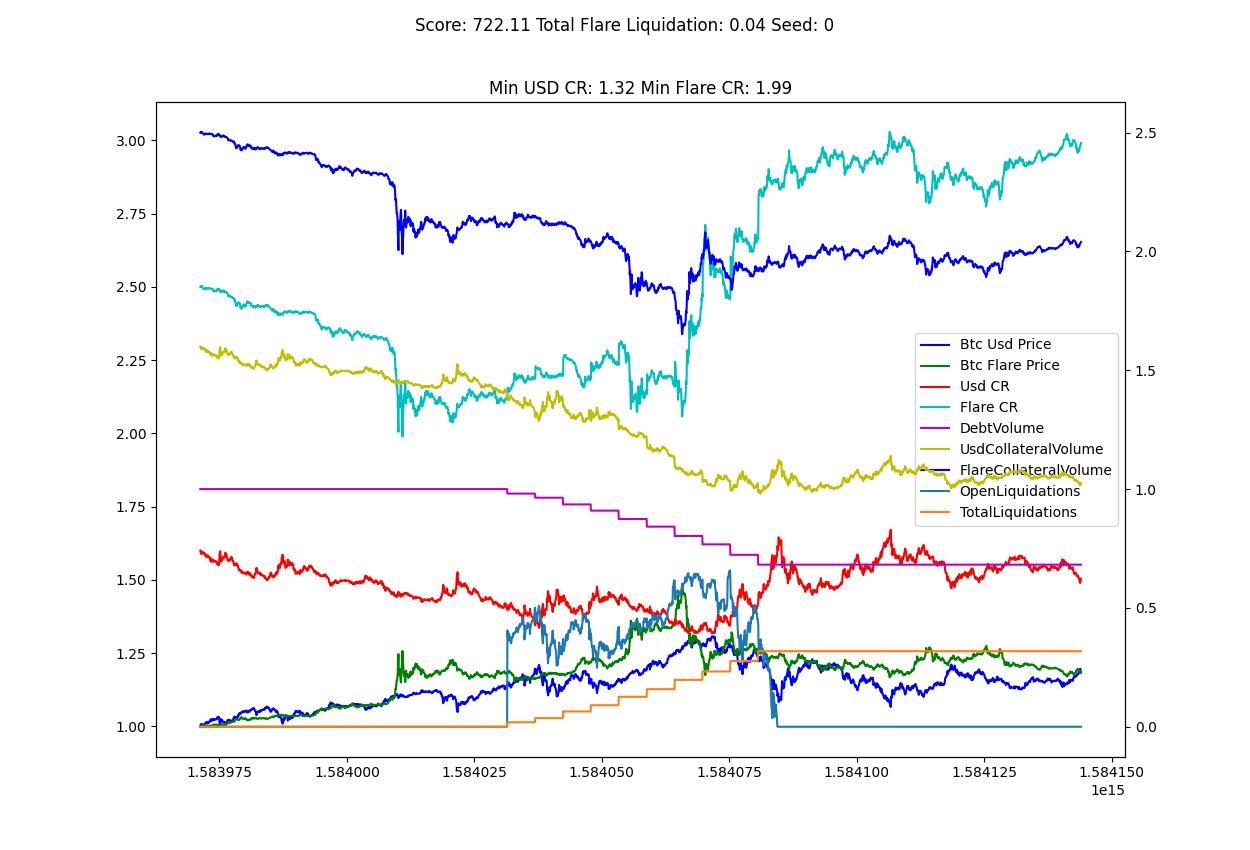 Score: 722.11 Total Flare Liquidation: 0.04 Seed: 0
Min USD CR: 1.32 Min Flare CR: 1.99
3.00
2.75
2.50
2.25
2.00
1.75
1.50
1.25
1.00
2.5
2.0
1.5
1.0
0.5
0.0
Btc Usd Price
Btc Flare Price
Usd CR
Flare CR
DebtVolume
UsdCollateralVolume
FlareCollateralVolume
OpenLiquidations
TotalLiquidations
1.583975 1.584000 1.584025 1.584050 1.584075 1.584100 1.584125 1.584150
1e15